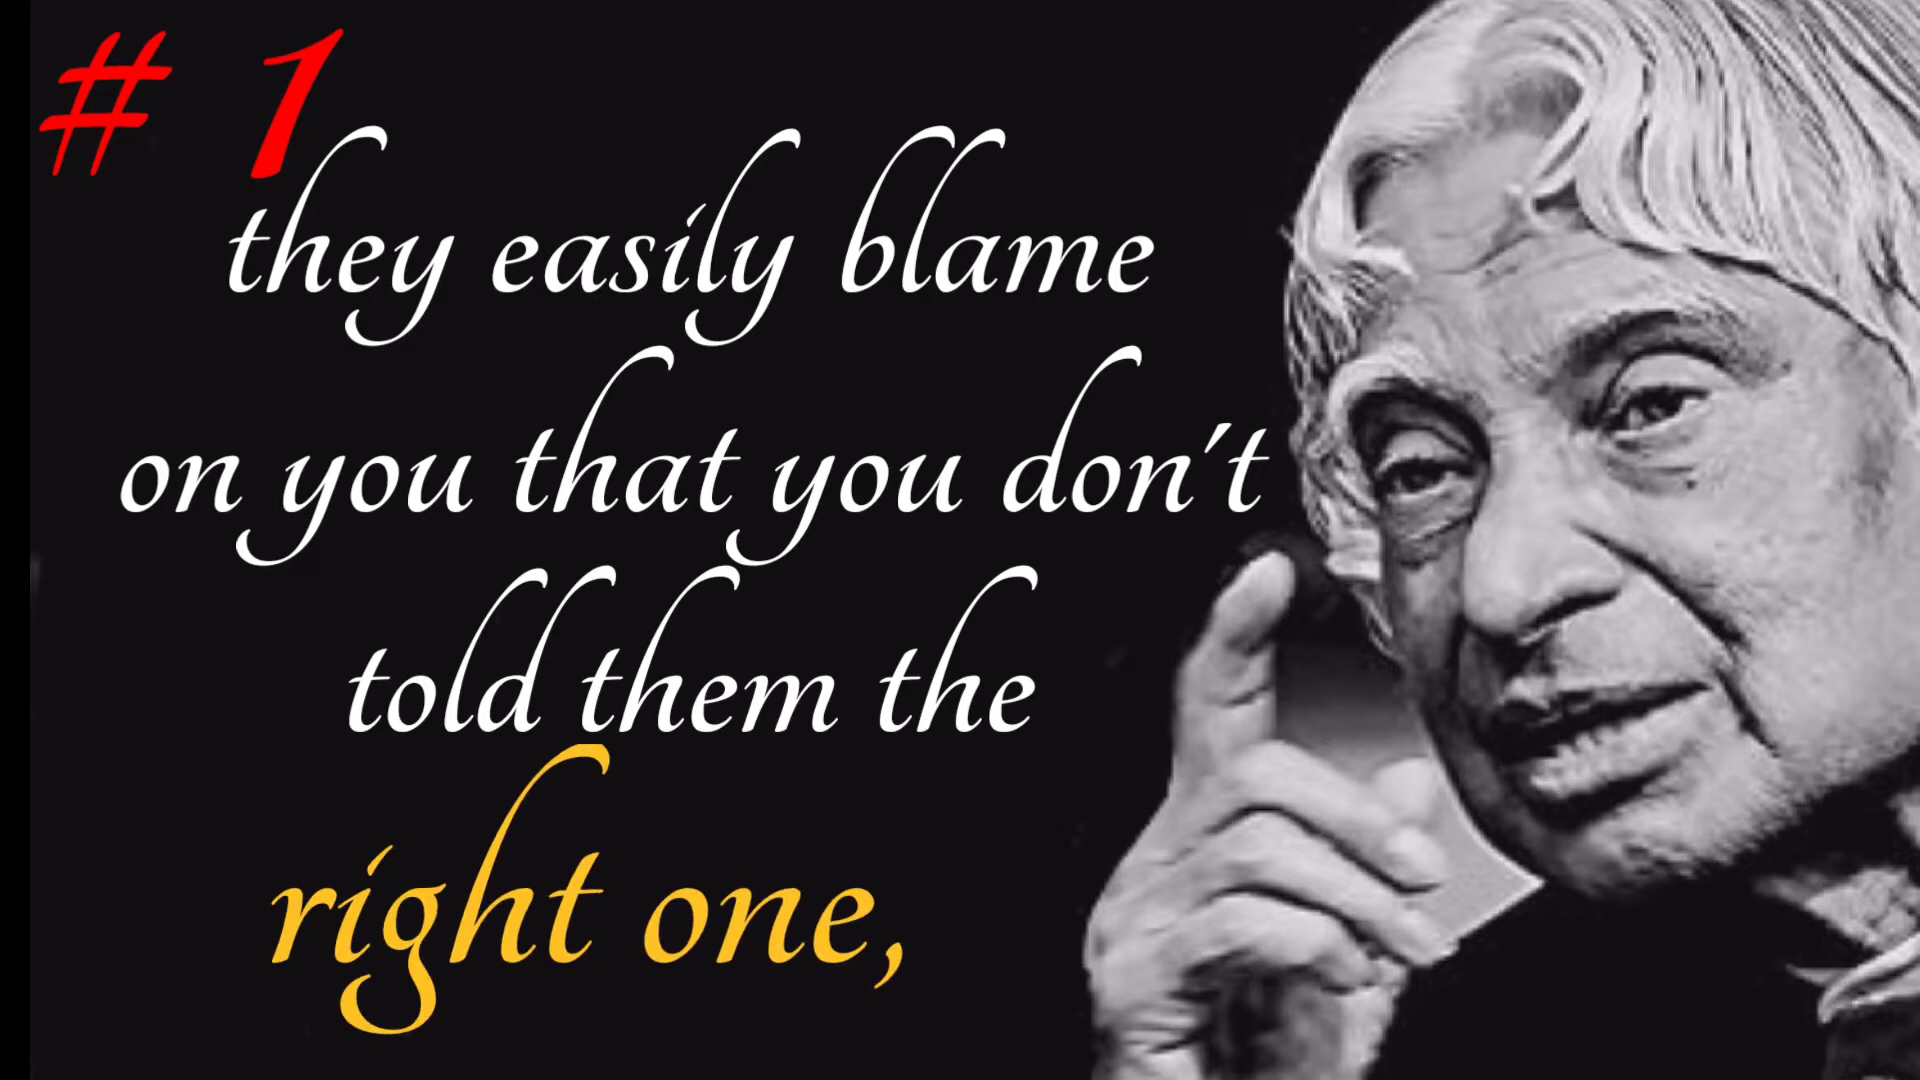 # 1
they easily blame
on you that you don't
told them the
right one,